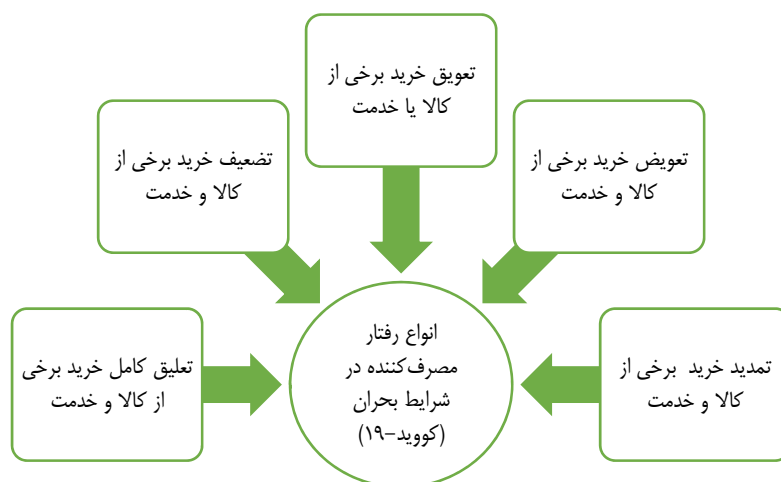 تعویق خرید برخی از
کالا یا خدمت
تعویض خرید برخی از
کالا و خدمت
تضعیف خرید برخی از
کالا و خدمت
تمدید خرید برخی از
کالا و خدمت
انواع رفتار
مصرف‌کننده در
شرایط بحران
(کووید-۱۹)
تعلیق کامل خرید برخی
از کالا و خدمت